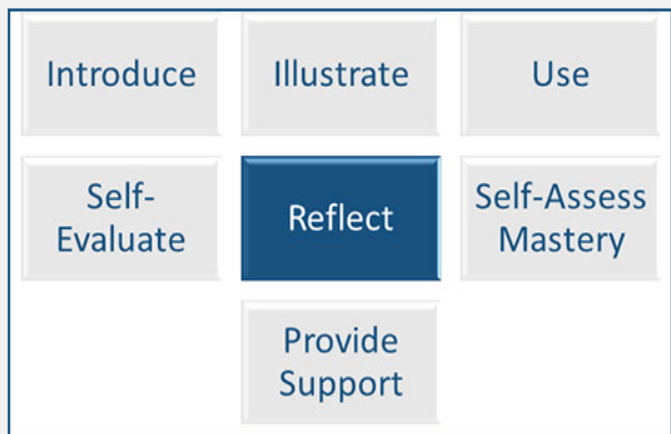 Introduce
Illustrate
Use
Self-
Evaluate
Reflect
Self-Assess
Mastery
Provide
Support